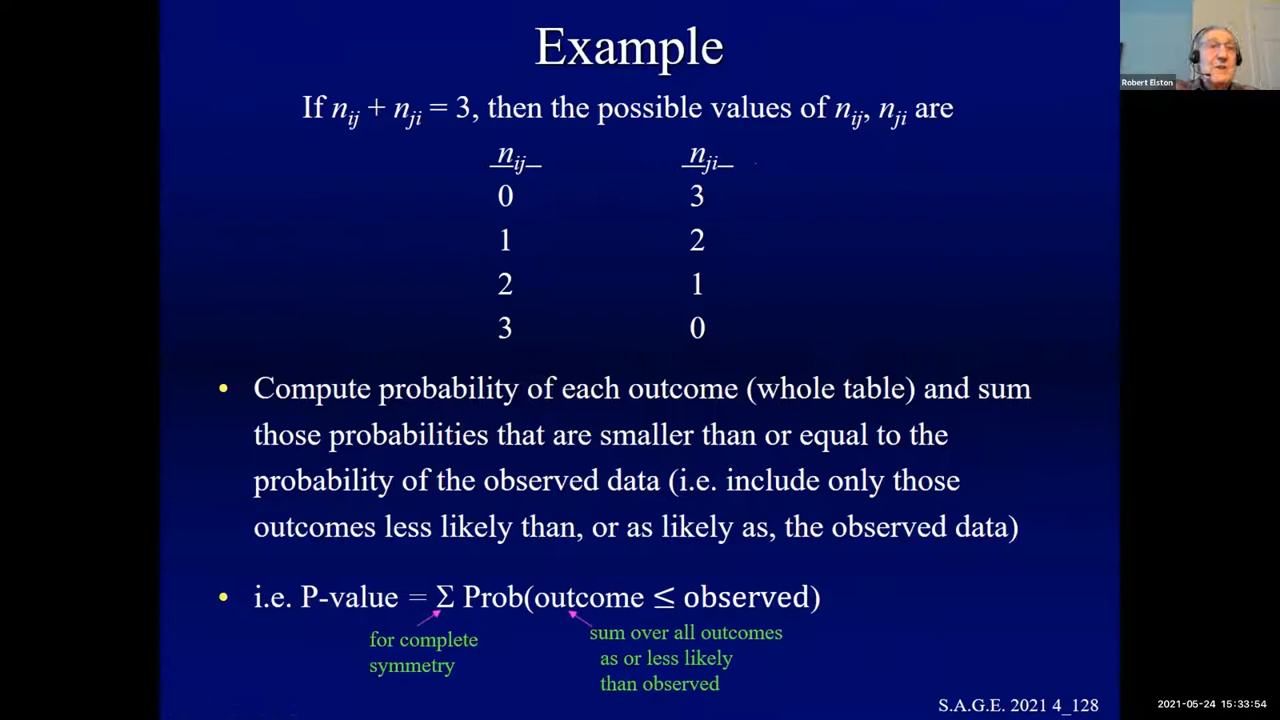 Example
If nij + nji = 3, then the possible values of nij, nji are
nij nji
0 3
1 2
2 1
3 0
• Compute probability of each outcome (whole table) and sum
those probabilities that are smaller than or equal to the
probability of the observed data (i.e. include only those
outcomes less likely than, or as likely as, the observed data)
• i.e. P-value = Σ Prob(outcome ≤ observed)
for complete
symmetry
sum over all outcomes
as or less likely
than observed
S.A.G.E. 2021 4_128
Robert Elston
2021-05-24 15:33:54